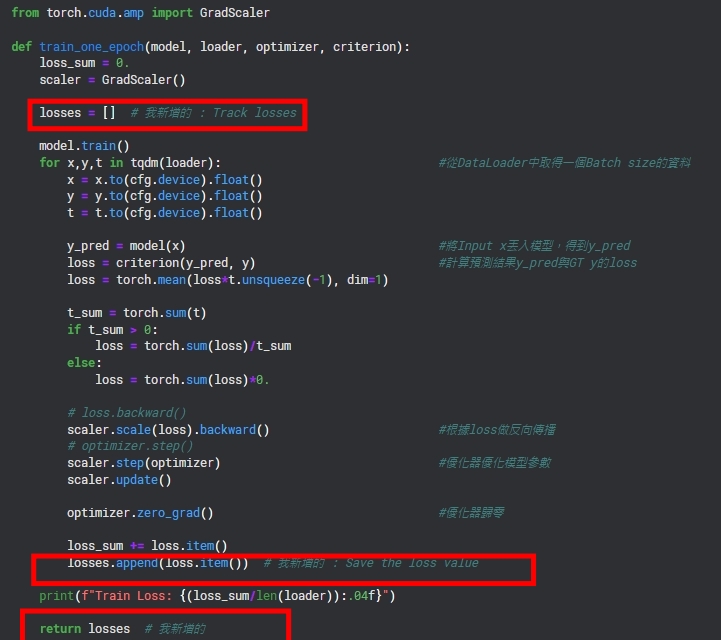 from torch.cuda.amp import GradScaler
def train_one_epoch(model, loader, optimizer, criterion):
loss_sum = 0.
scaler = GradScaler()
losses = []  # 我新增的 : Track losses
model.train()
for x,y,t in tqdm(loader): #從DataLoader中取得一個Batch size的資料
x = x.to(cfg.device).float()
y = y.to(cfg.device).float()
t = t.to(cfg.device).float()
y_pred = model(x) #將Input x丟入模型，得到y_pred
loss = criterion(y_pred, y) #計算預測結果y_pred與GT y的loss
loss = torch.mean(loss*t.unsqueeze(-1), dim=1)
t_sum = torch.sum(t)
if t_sum > 0:
loss = torch.sum(loss)/t_sum
else:
loss = torch.sum(loss)*0.
# loss.backward()
scaler.scale(loss).backward() #根據loss做反向傳播
# optimizer.step()
scaler.step(optimizer) #優化器優化模型參數
scaler.update()
optimizer.zero_grad() #優化器歸零
loss_sum += loss.item()
losses.append(loss.item())  # 我新增的 : Save the loss value
print(f"Train Loss: {(loss_sum/len(loader)):.04f}")
return losses  # 我新增的